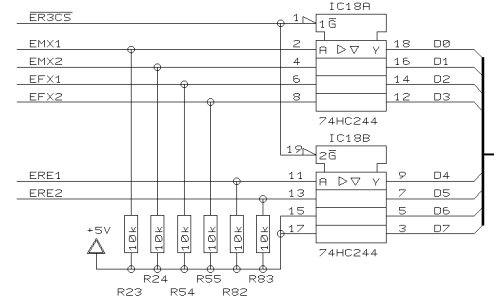 IC18A
ER3CS 1 1G
EMX1 2 A Y 18 D0
EMX2 4 16 D1
EFX1 6 14 D2
EFX2 8 12 D3
74HC244
IC18B
19 2G
ERE1 11 A Y 9 D4
ERE2 13 7 D5
15 5 D6
+5V 10k 10k 10k 10k 10k 10k 17 3 D7
74HC244
R24 R55 R83
R23 R54 R82